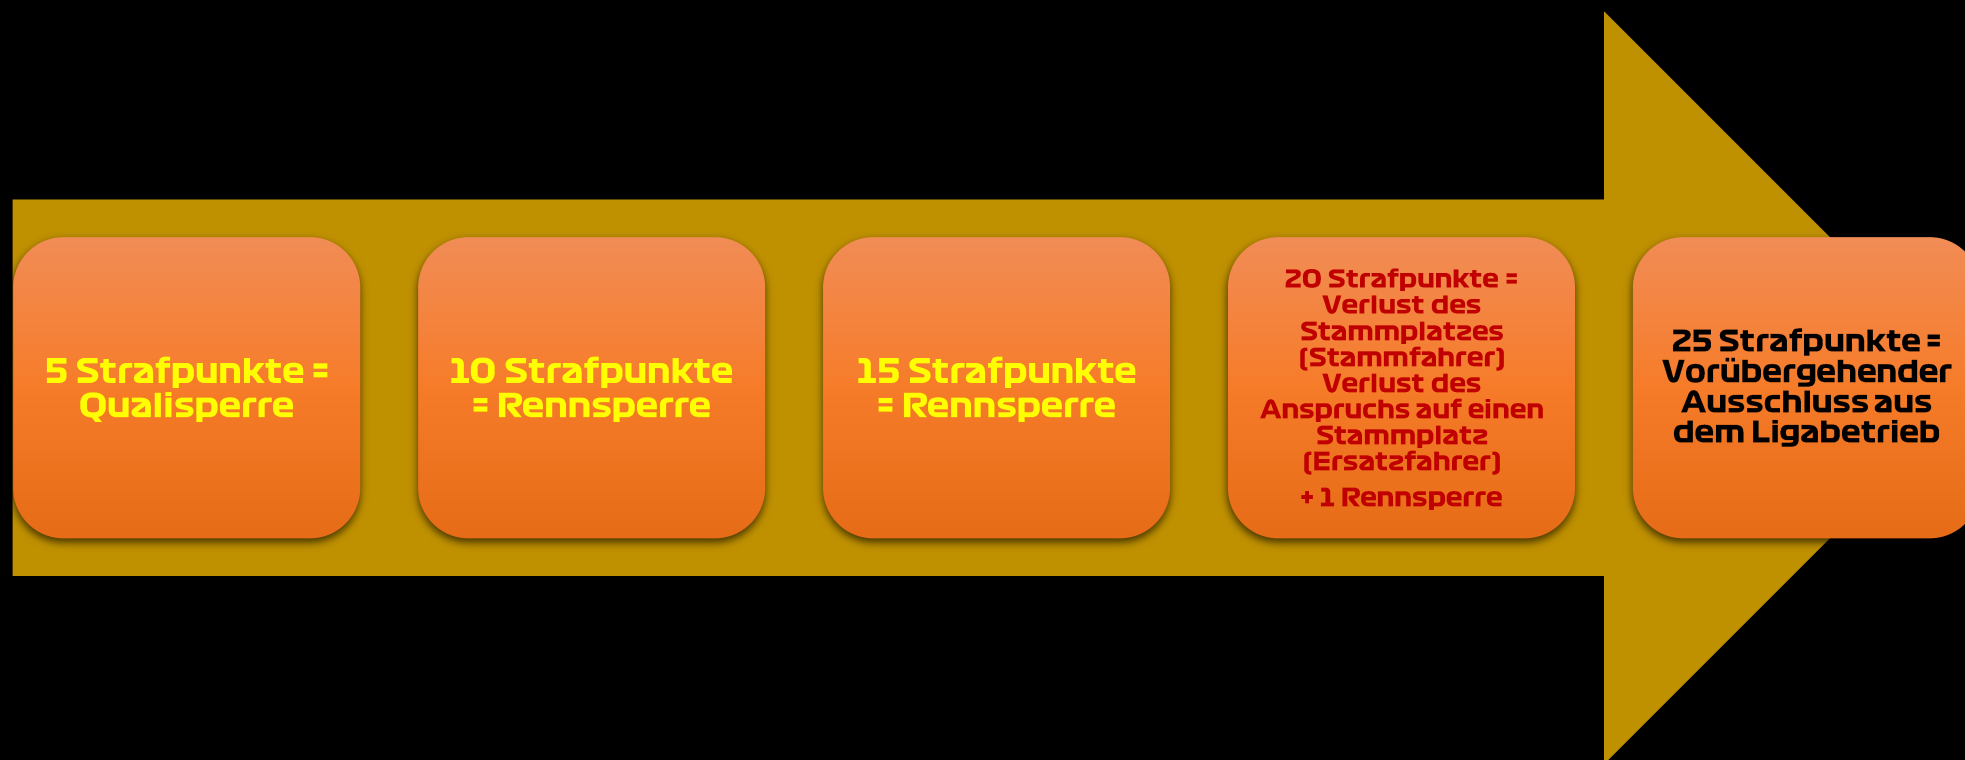 5 Strafpunkte =
Qualisperre
10 Strafpunkte
= Rennsperre
15 Strafpunkte
= Rennsperre
20 Strafpunkte =
Verlust des
Stammplatzes
(Stammfahrer)
Verlust des
Anspruchs auf einen
Stammplatz
(Ersatzfahrer)
+ 1 Rennsperre
25 Strafpunkte =
Vorübergehender
Ausschluss aus
dem Ligabetrieb